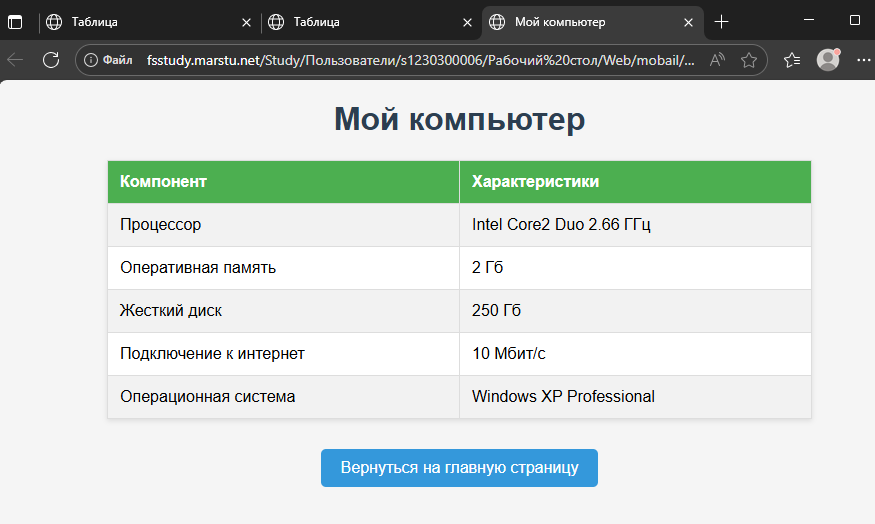 Таблица
Таблица
Мой компьютер
Файл fsstudy.marstu.net/Study/Пользователи/s1230300006/Рабочий%20стол/Web/mobail/...
Мой компьютер
Компонент Характеристики
Процессор Intel Core2 Duo 2.66 ГГц
Оперативная память 2 Гб
Жесткий диск 250 Гб
Подключение к интернет 10 Мбит/с
Операционная система Windows XP Professional
Вернуться на главную страницу